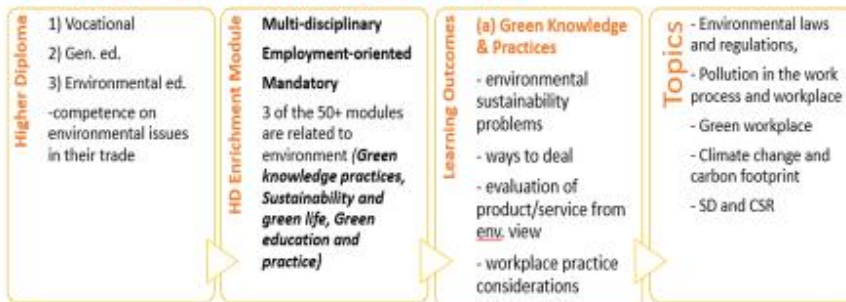 Higher Diploma
1) Vocational
2) Gen. ed.
3) Environmental ed.
-competence on
environmental issues
in their trade
HD Enrichment Module
Multi-disciplinary
Employment-oriented
Mandatory
3 of the 50+ modules
are related to
environment (Green
knowledge practices,
Sustainability and
green life, Green
education and
practice)
Learning Outcomes
(a) Green Knowledge
& Practices
- environmental
sustainability
problems
- ways to deal
- evaluation of
product/service from
env. view
- workplace practice
considerations
Topics
- Environmental laws
and regulations,
- Pollution in the work
process and workplace
- Green workplace
- Climate change and
carbon footprint
- SD and CSR